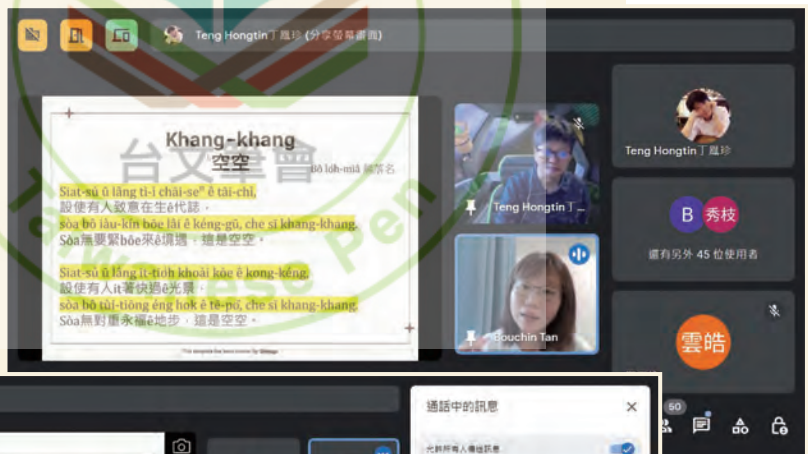 Teng Hongtin丁鳳珍 (分享螢幕畫面)
Khang-khang
空空
bô lo̍h-miâ 無落名
Siat-sú ū lâng tì-ì chāi-seⁿ ê tāi-chì,
設使有人致意在生ê代誌，
sòa bô iàu-kín bōe lâi ê kéng-gū, che sī khang-khang.
Sòa無要緊bōe來ê境遇，這是空空。
Siat-sú ū lâng it-tio̍h khoài kòe ê kong-kéng,
設使有人it著快過ê光景，
sòa bô tùi-tiōng éng hok ê tē-pō͘, che sī khang-khang.
Sòa無對重永福ê地步，這是空空。
台文筆會
Taiwanese Pen
Teng Hongtin丁...
Bouchin Tan
Teng Hongtin丁鳳珍
B
秀枝
還有另外 45 位使用者
雲皓
50
通話中的訊息
允許所有人傳送訊息